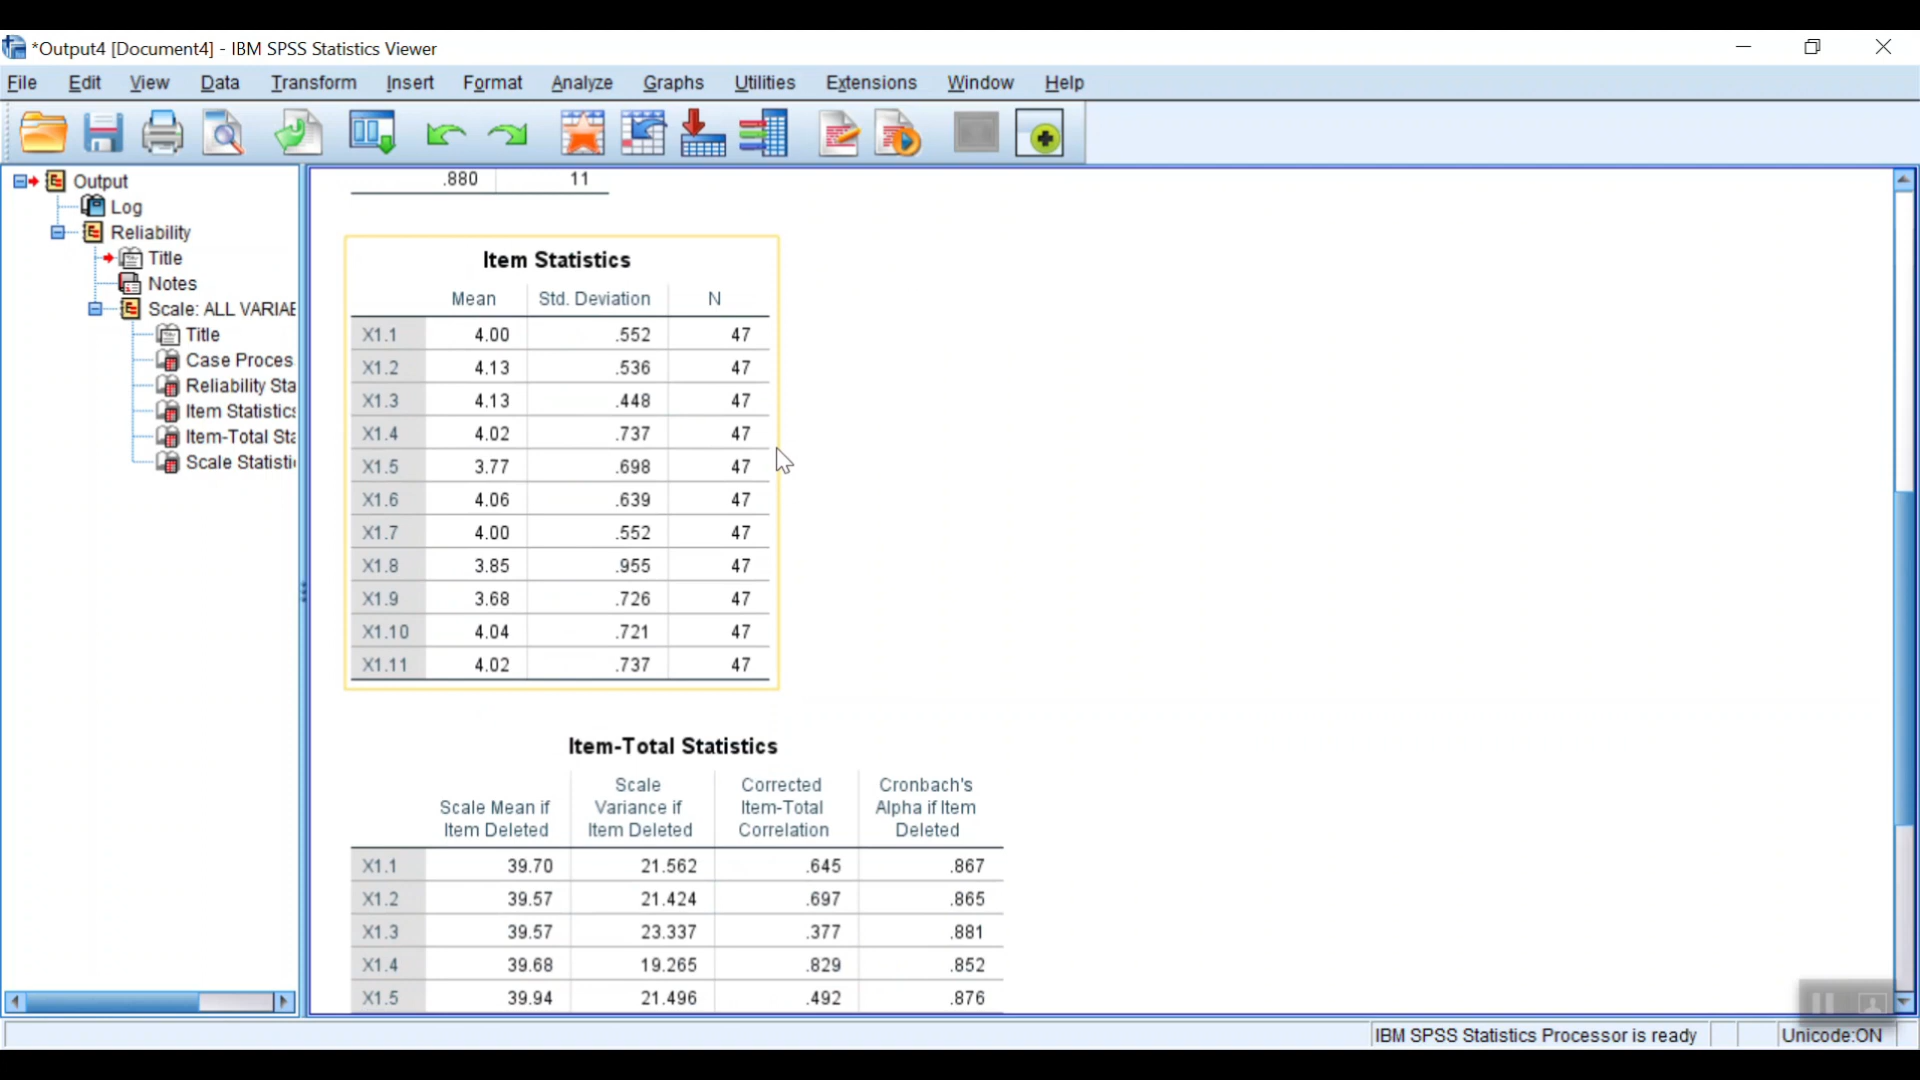 *Output4 [Document4] - IBM SPSS Statistics Viewer
File Edit View Data Transform Insert Format Analyze Graphs Utilities Extensions Window Help
Output
Log
Reliability
Title
Notes
Scale: ALL VARIAE
Title
Case Proces
Reliability Sta
Item Statistics
Item-Total Sta
Scale Statisti
.880 11
Item Statistics
Mean Std. Deviation N
X1.1 4.00 .552 47
X1.2 4.13 .536 47
X1.3 4.13 .448 47
X1.4 4.02 .737 47
X1.5 3.77 .698 47
X1.6 4.06 .639 47
X1.7 4.00 .552 47
X1.8 3.85 .955 47
X1.9 3.68 .726 47
X1.10 4.04 .721 47
X1.11 4.02 .737 47
Item-Total Statistics
Scale Mean if Item Deleted Scale Variance if Item Deleted Corrected Item-Total Correlation Cronbach's Alpha if Item Deleted
X1.1 39.70 21.562 .645 .867
X1.2 39.57 21.424 .697 .865
X1.3 39.57 23.337 .377 .881
X1.4 39.68 19.265 .829 .852
X1.5 39.94 21.496 .492 .876
IBM SPSS Statistics Processor is ready Unicode:ON